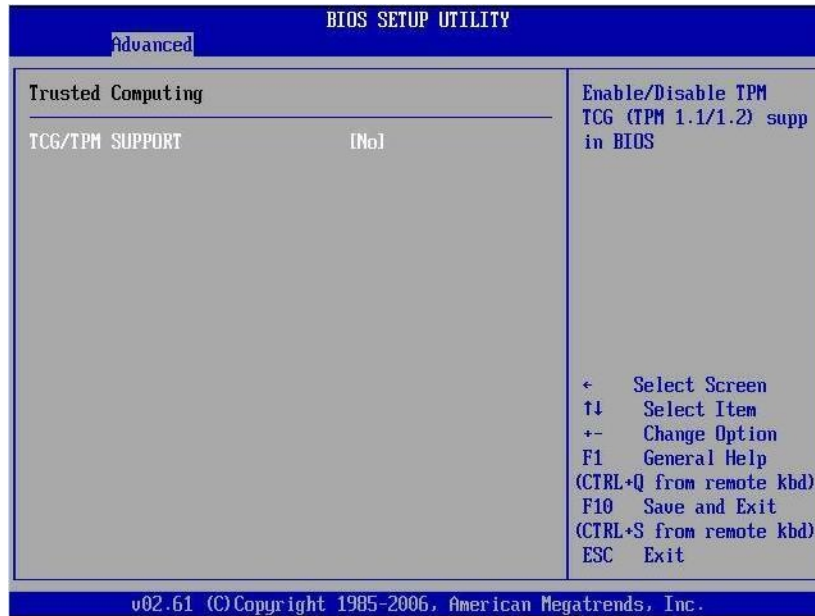 BIOS SETUP UTILITY
Advanced
Trusted Computing
TCG/TPM SUPPORT [No]
Enable/Disable TPM
TCG (TPM 1.1/1.2) supp
in BIOS
← Select Screen
↑↓ Select Item
+- Change Option
F1 General Help
(CTRL+Q from remote kbd)
F10 Save and Exit
(CTRL+S from remote kbd)
ESC Exit
v02.61 (C)Copyright 1985-2006, American Megatrends, Inc.